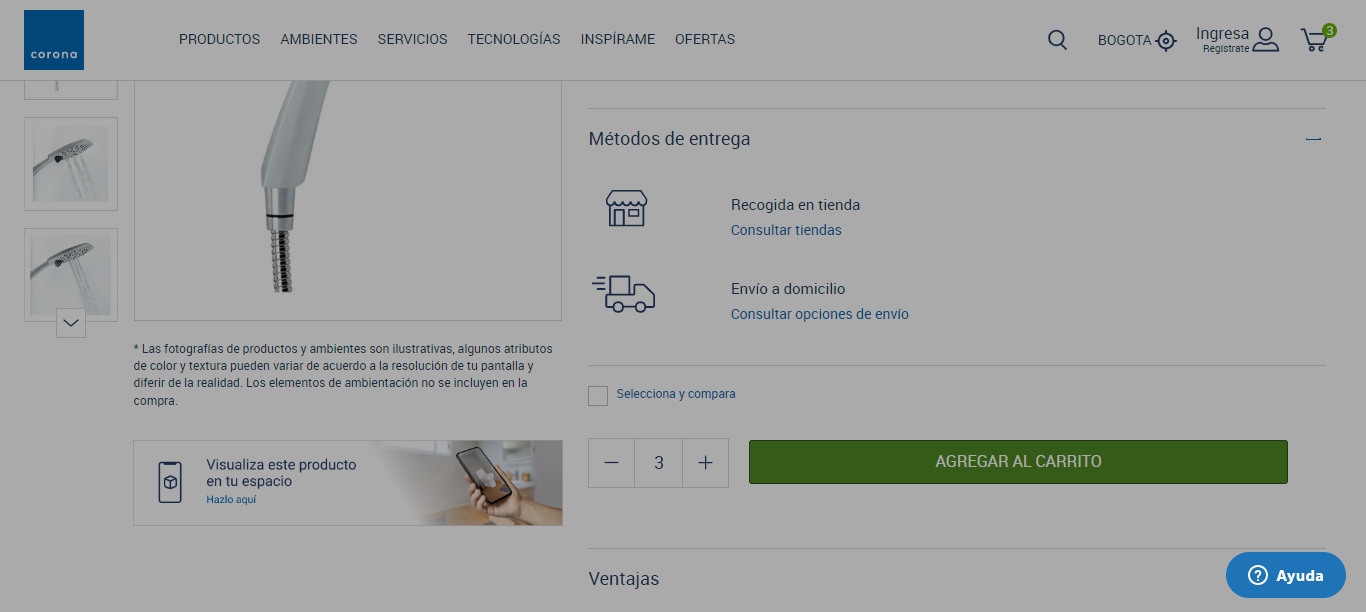 corona
PRODUCTOS
AMBIENTES
SERVICIOS
TECNOLOGÍAS
INSPÍRAME
OFERTAS
BOGOTA
Ingresa
Regístrate
3
Métodos de entrega
Recogida en tienda
Consultar tiendas
Envío a domicilio
Consultar opciones de envío
* Las fotografías de productos y ambientes son ilustrativas, algunos atributos
de color y textura pueden variar de acuerdo a la resolución de tu pantalla y
diferir de la realidad. Los elementos de ambientación no se incluyen en la
compra.
Selecciona y compara
3
AGREGAR AL CARRITO
Visualiza este producto
en tu espacio
Hazlo aquí
Ventajas
Ayuda